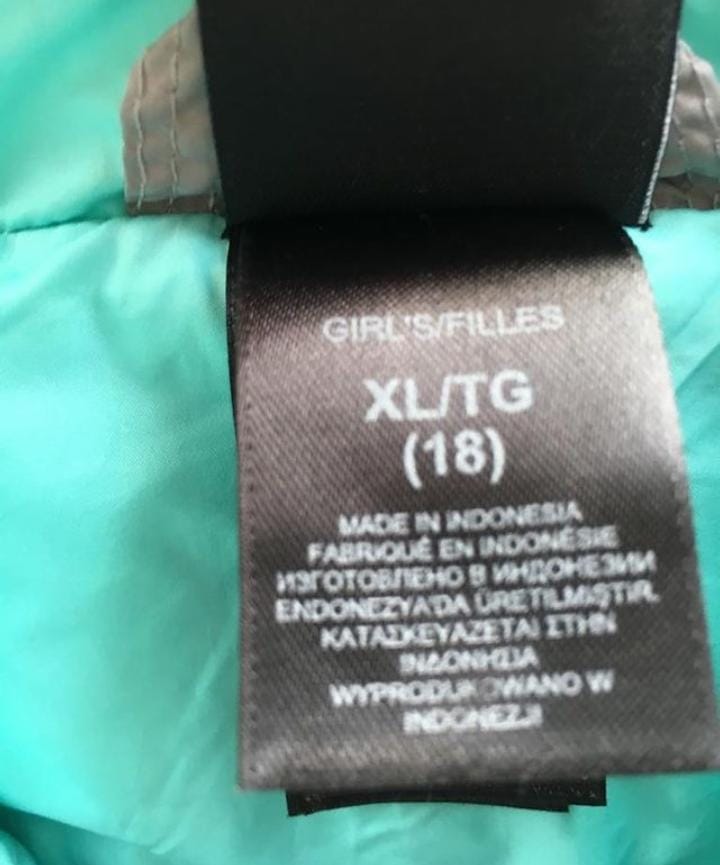 GIRL'S/FILLES
XL/TG
(18)
MADE IN INDONESIA
FABRIQUÉ EN INDONÉSIE
ИЗГОТОВЛЕНО В ИНДОНЕЗИИ
ENDONEZYA'DA ÜRETILMIŞTIR.
ΚΑΤΑΣΚΕΥΑΖΕΤΑΙ ΣΤΗΝ
ΙΝΔΟΝΗΣΙΑ
WYPRODUKOWANO W
INDONEZJI